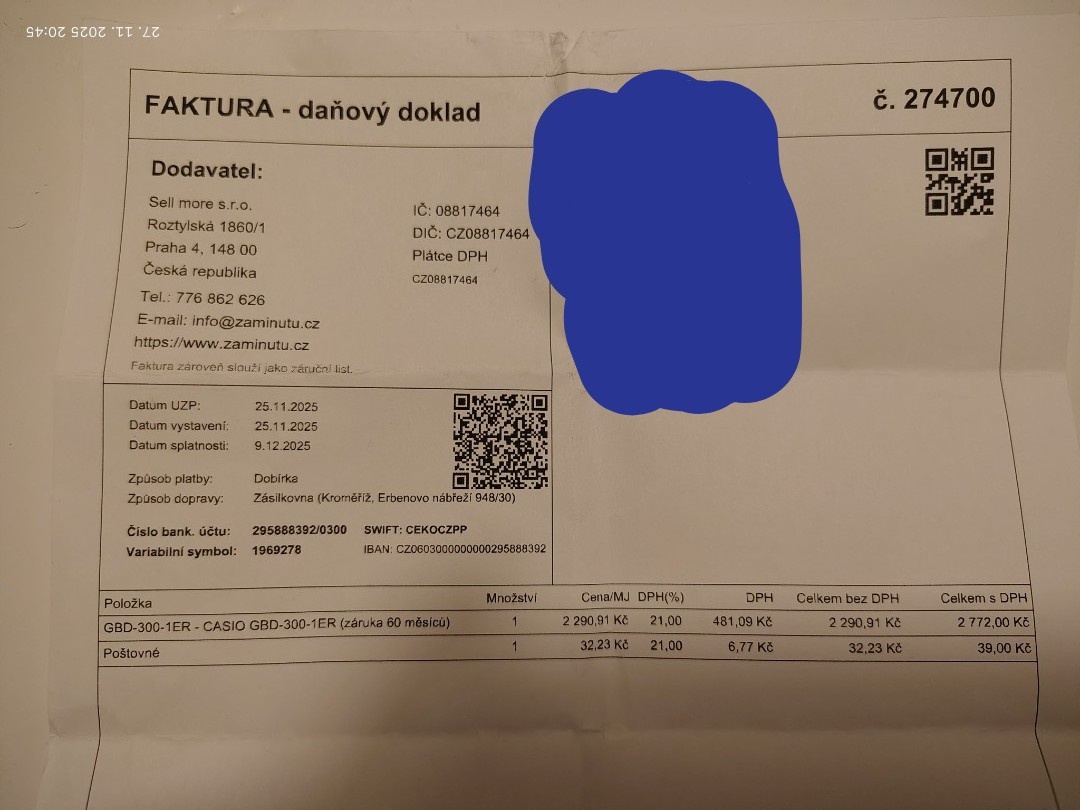 27. 11. 2025 20:45
FAKTURA - daňový doklad
č. 274700
Dodavatel:
Sell more s.r.o.
Roztylská 1860/1
Praha 4, 148 00
Česká republika
Tel.: 776 862 626
E-mail: info@zaminutu.cz
https://www.zaminutu.cz
Faktura zároveň slouží jako záruční list.
IČ: 08817464
DIČ: CZ08817464
Plátce DPH
CZ08817464
Datum UZP: 25.11.2025
Datum vystavení: 25.11.2025
Datum splatnosti: 9.12.2025
Způsob platby: Dobírka
Způsob dopravy: Zásilkovna (Kroměříž, Erbenovo nábřeží 948/30)
Číslo bank. účtu: 295888392/0300 SWIFT: CEKOCZPP
Variabilní symbol: 1969278 IBAN: CZ0603000000000295888392
Položka Množství Cena/MJ DPH(%) DPH Celkem bez DPH Celkem s DPH
GBD-300-1ER - CASIO GBD-300-1ER (záruka 60 měsíců) 1 2 290,91 Kč 21,00 481,09 Kč 2 290,91 Kč 2 772,00 Kč
Poštovné 1 32,23 Kč 21,00 6,77 Kč 32,23 Kč 39,00 Kč